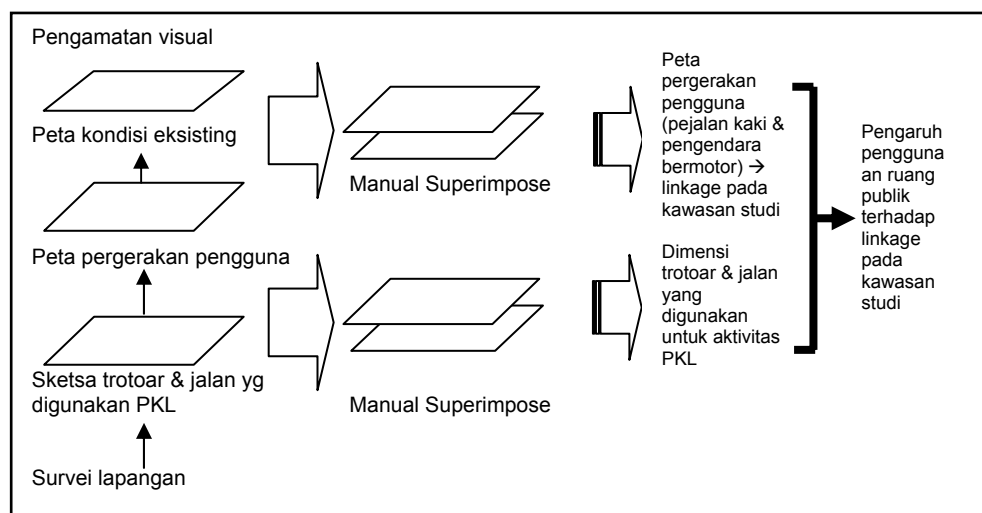 Pengamatan visual
Peta kondisi eksisting
Peta pergerakan pengguna
Sketsa trotoar & jalan yg
digunakan PKL
Survei lapangan
Manual Superimpose
Manual Superimpose
Peta
pergerakan
pengguna
(pejalan kaki &
pengendara
bermotor) →
linkage pada
kawasan studi
Dimensi
trotoar & jalan
yang
digunakan
untuk aktivitas
PKL
Pengaruh
pengguna
an ruang
publik
terhadap
linkage
pada
kawasan
studi